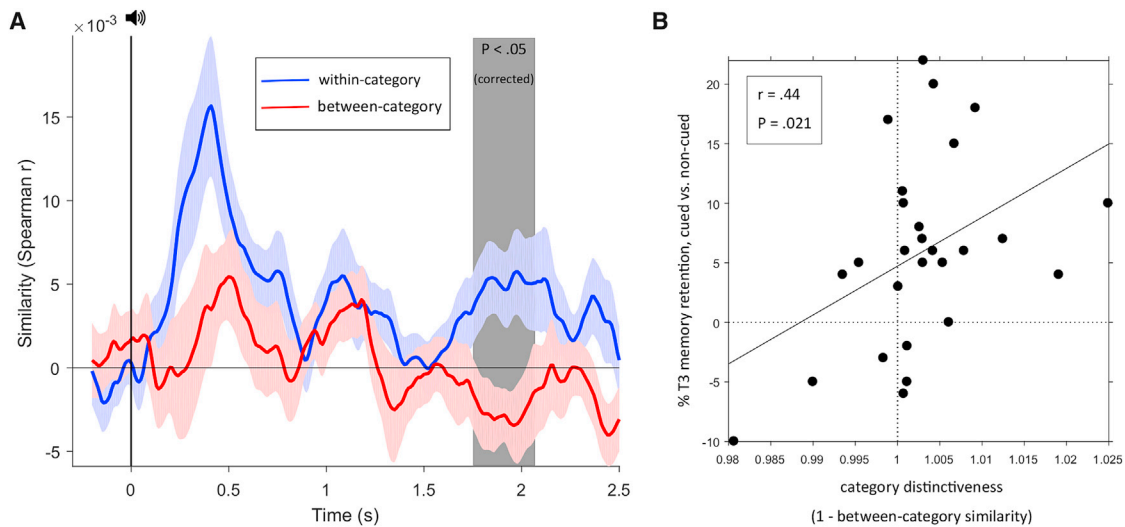 A
×10⁻³
15
10
5
0
-5
Similarity (Spearman r)
within-category
between-category
P < .05
(corrected)
0
0.5
1
1.5
2
2.5
Time (s)
B
r = .44
P = .021
20
15
10
5
0
-5
-10
% T3 memory retention, cued vs. non-cued
0.98
0.985
0.99
0.995
1
1.005
1.01
1.015
1.02
1.025
category distinctiveness
(1 - between-category similarity)